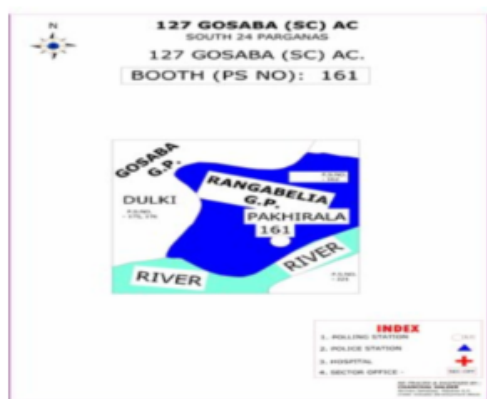 N
127 GOSABA (SC) AC
SOUTH 24 PARGANAS
127 GOSABA (SC) AC.
BOOTH (PS NO): 161
GOSABA
G.P.
RANGABELIA
G.P.
DULKI
PAKHIRALA
161
RIVER
RIVER
INDEX
1. POLLING STATION
2. POLICE STATION
3. HOSPITAL
4. SECTOR OFFICE -